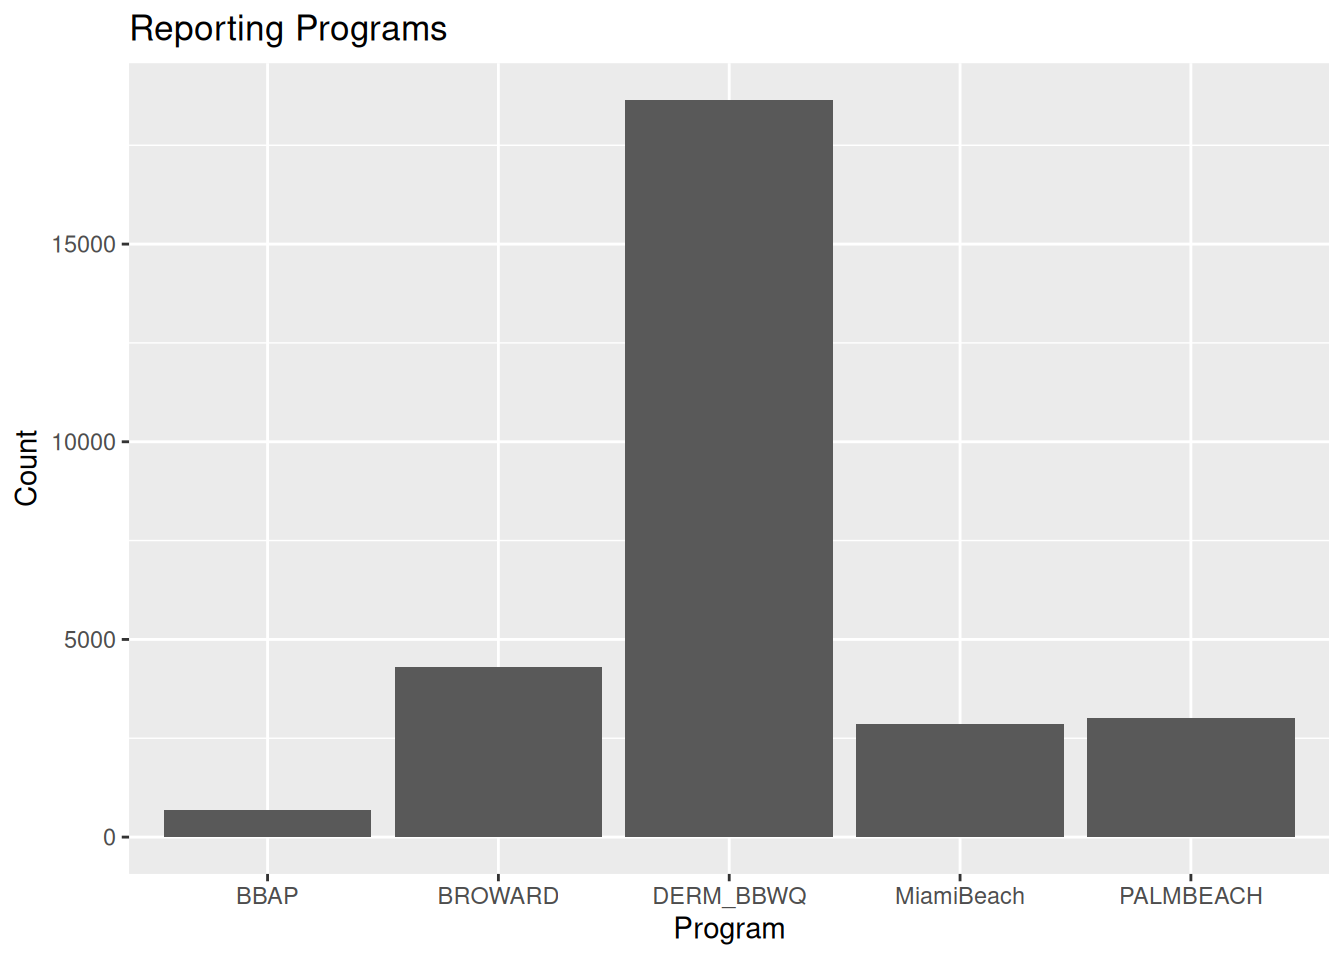 Reporting Programs
15000
10000
5000
0
Count
BBAP BROWARD DERM_BBWQ MiamiBeach PALMBEACH
Program